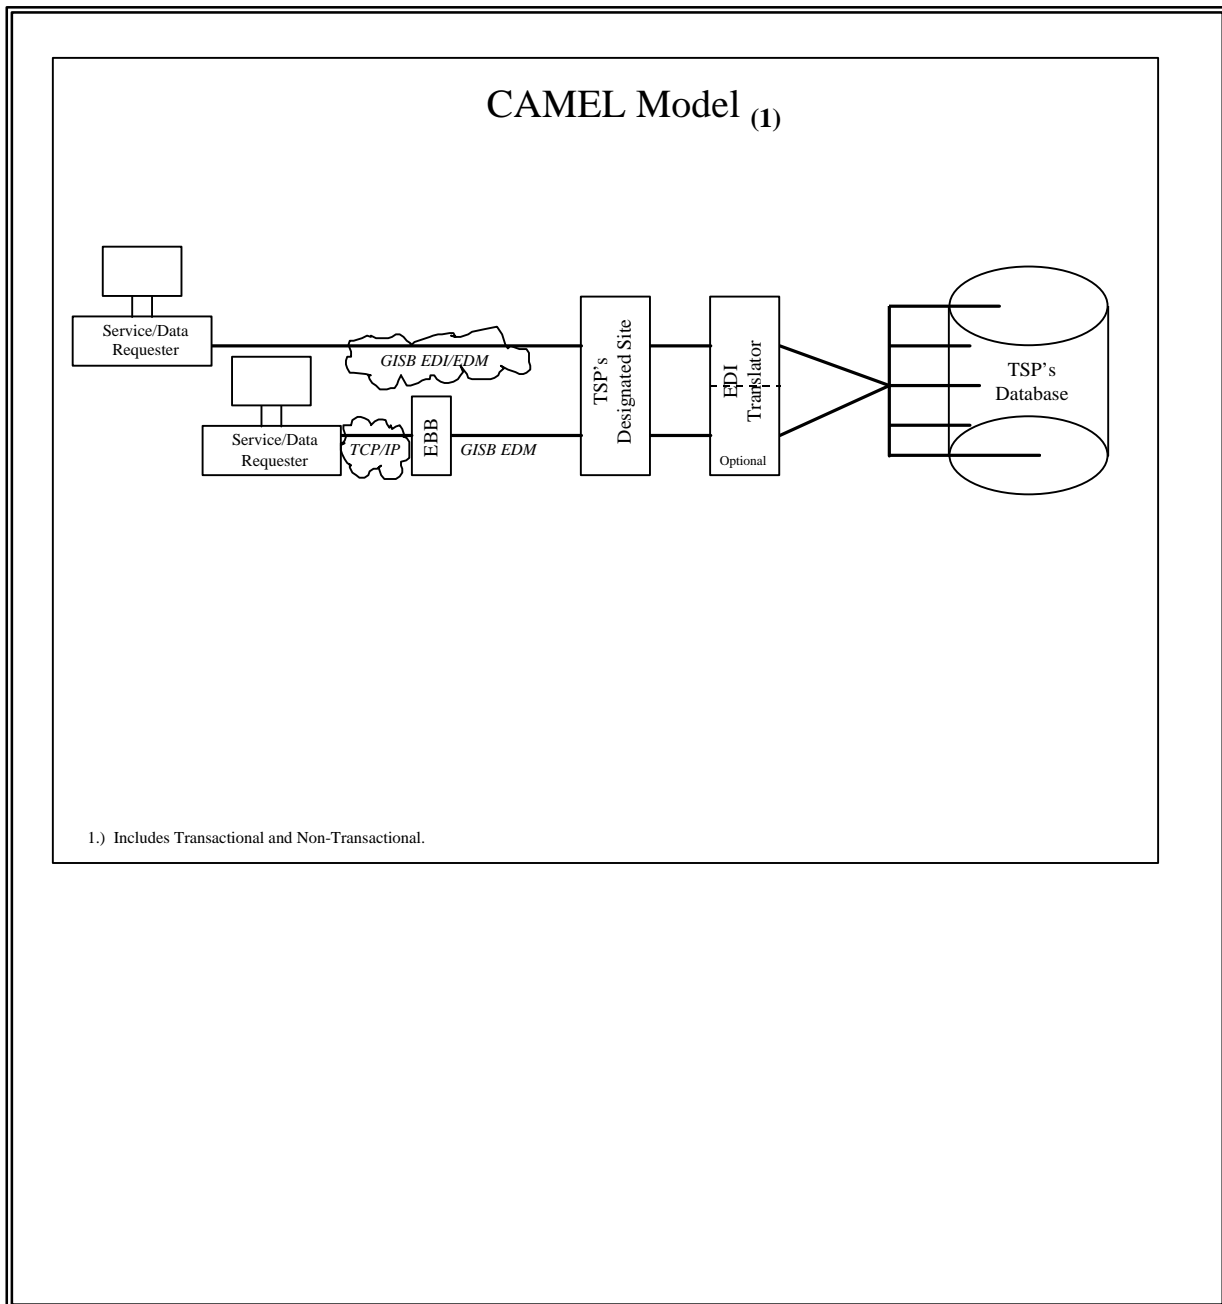 CAMEL Model (1)
Service/Data
Requester
GISB EDI/EDM
Service/Data
Requester
TCP/IP
EBB
GISB EDM
TSP's
Designated Site
EDI
Translator
Optional
TSP's
Database
1.) Includes Transactional and Non-Transactional.